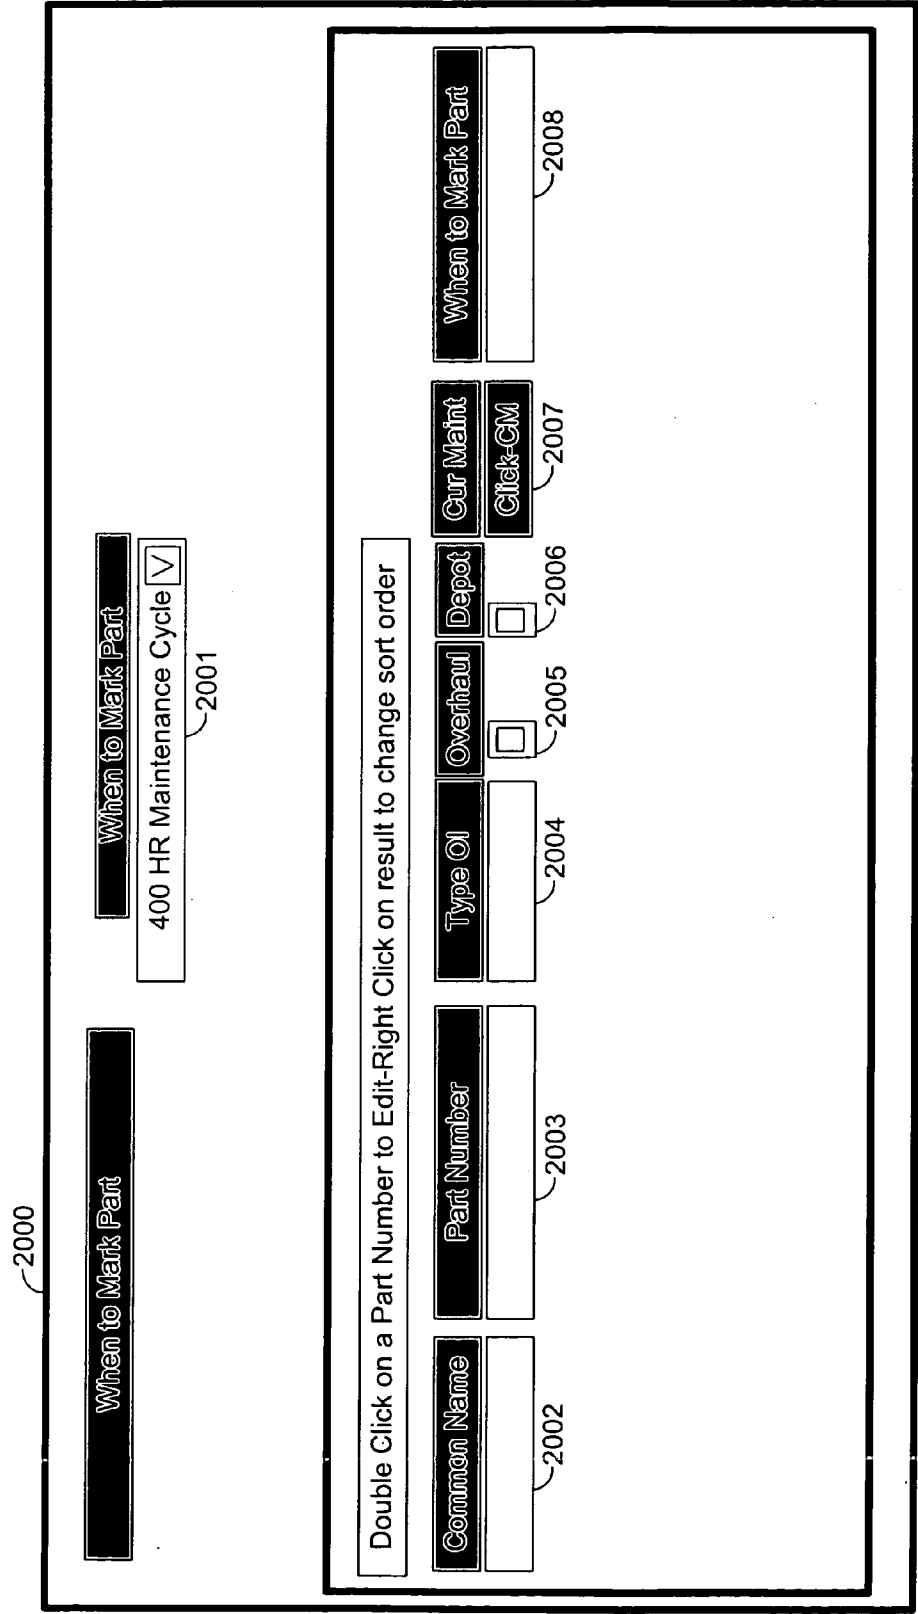 2000
When to Mark Part
When to Mark Part
400 HR Maintenance Cycle V
2001
Double Click on a Part Number to Edit-Right Click on result to change sort order
Common Name Part Number Type OI Overhaul Depot Cur Maint When to Mark Part
Click-CM
2002 2003 2004 2005 2006 2007 2008